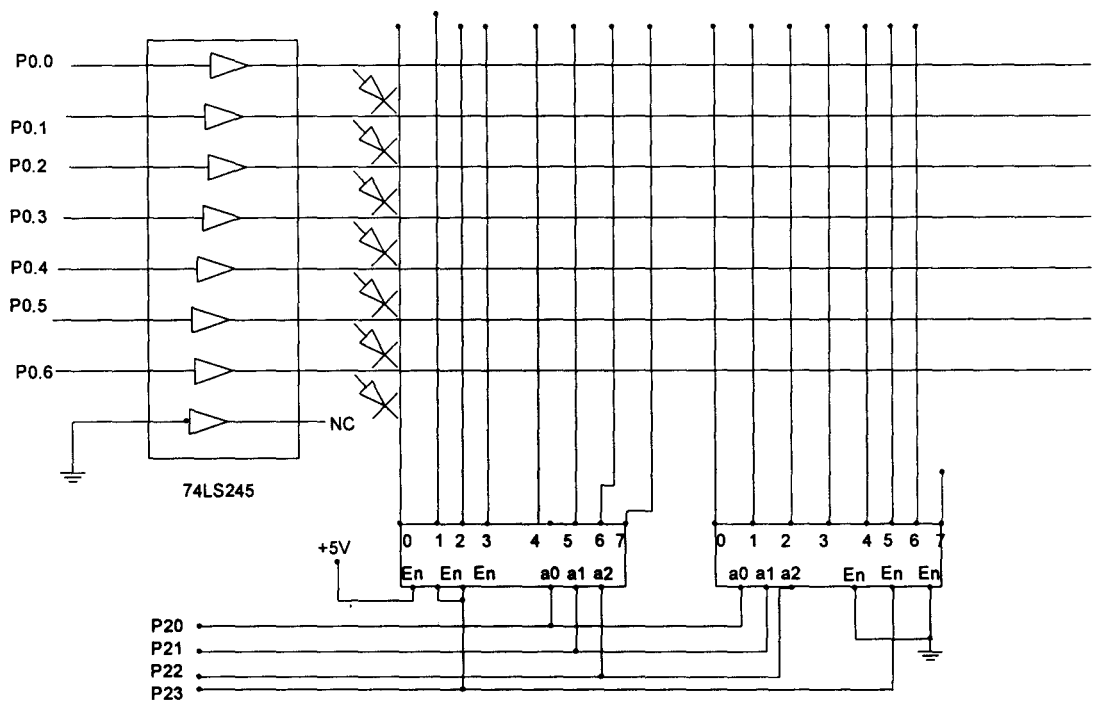 P0.0
P0.1
P0.2
P0.3
P0.4
P0.5
P0.6
NC
74LS245
+5V
0 1 2 3 4 5 6 7
En En En a0 a1 a2
0 1 2 3 4 5 6 7
a0 a1 a2 En En En
P20
P21
P22
P23